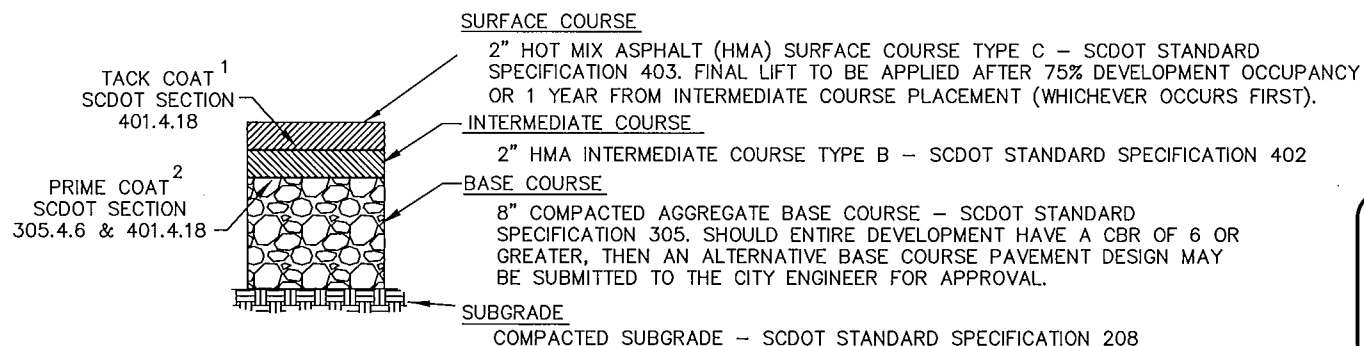 SURFACE COURSE
2" HOT MIX ASPHALT (HMA) SURFACE COURSE TYPE C – SCDOT STANDARD
SPECIFICATION 403. FINAL LIFT TO BE APPLIED AFTER 75% DEVELOPMENT OCCUPANCY
OR 1 YEAR FROM INTERMEDIATE COURSE PLACEMENT (WHICHEVER OCCURS FIRST).
TACK COAT 1
SCDOT SECTION
401.4.18
INTERMEDIATE COURSE
2" HMA INTERMEDIATE COURSE TYPE B – SCDOT STANDARD SPECIFICATION 402
PRIME COAT 2
SCDOT SECTION
305.4.6 & 401.4.18
BASE COURSE
8" COMPACTED AGGREGATE BASE COURSE – SCDOT STANDARD
SPECIFICATION 305. SHOULD ENTIRE DEVELOPMENT HAVE A CBR OF 6 OR
GREATER, THEN AN ALTERNATIVE BASE COURSE PAVEMENT DESIGN MAY
BE SUBMITTED TO THE CITY ENGINEER FOR APPROVAL.
SUBGRADE
COMPACTED SUBGRADE – SCDOT STANDARD SPECIFICATION 208